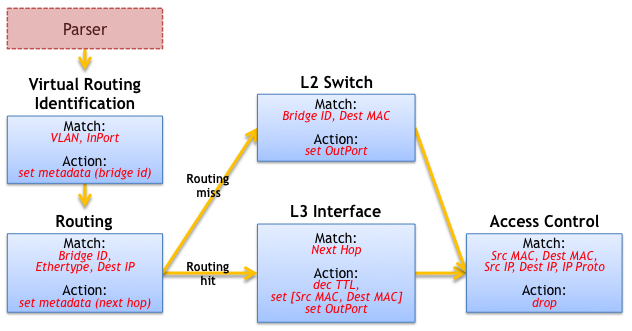 Parser
Virtual Routing
Identification
Match:
VLAN, InPort
Action:
set metadata (bridge id)
Routing
Match:
Bridge ID,
Ethertype, Dest IP
Action:
set metadata (next hop)
Routing
miss
Routing
hit
L2 Switch
Match:
Bridge ID, Dest MAC
Action:
set OutPort
L3 Interface
Match:
Next Hop
Action:
dec TTL,
set [Src MAC, Dest MAC]
set OutPort
Access Control
Match:
Src MAC, Dest MAC,
Src IP, Dest IP, IP Proto
Action:
drop